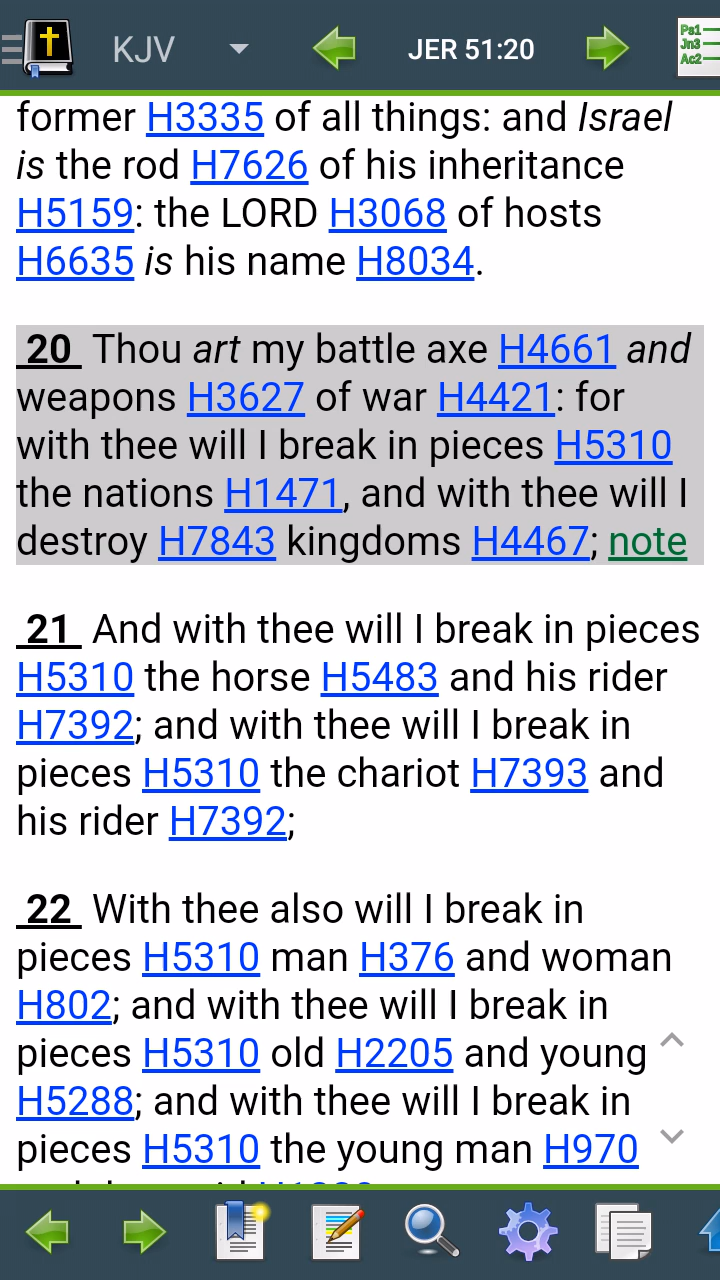 KJV
JER 51:20
Ps1
Jn3
Ac2
former H3335 of all things: and Israel
is the rod H7626 of his inheritance
H5159: the LORD H3068 of hosts
H6635 is his name H8034.
20 Thou art my battle axe H4661 and
weapons H3627 of war H4421: for
with thee will I break in pieces H5310
the nations H1471, and with thee will I
destroy H7843 kingdoms H4467; note
21 And with thee will I break in pieces
H5310 the horse H5483 and his rider
H7392; and with thee will I break in
pieces H5310 the chariot H7393 and
his rider H7392;
22 With thee also will I break in
pieces H5310 man H376 and woman
H802; and with thee will I break in
pieces H5310 old H2205 and young
H5288; and with thee will I break in
pieces H5310 the young man H970